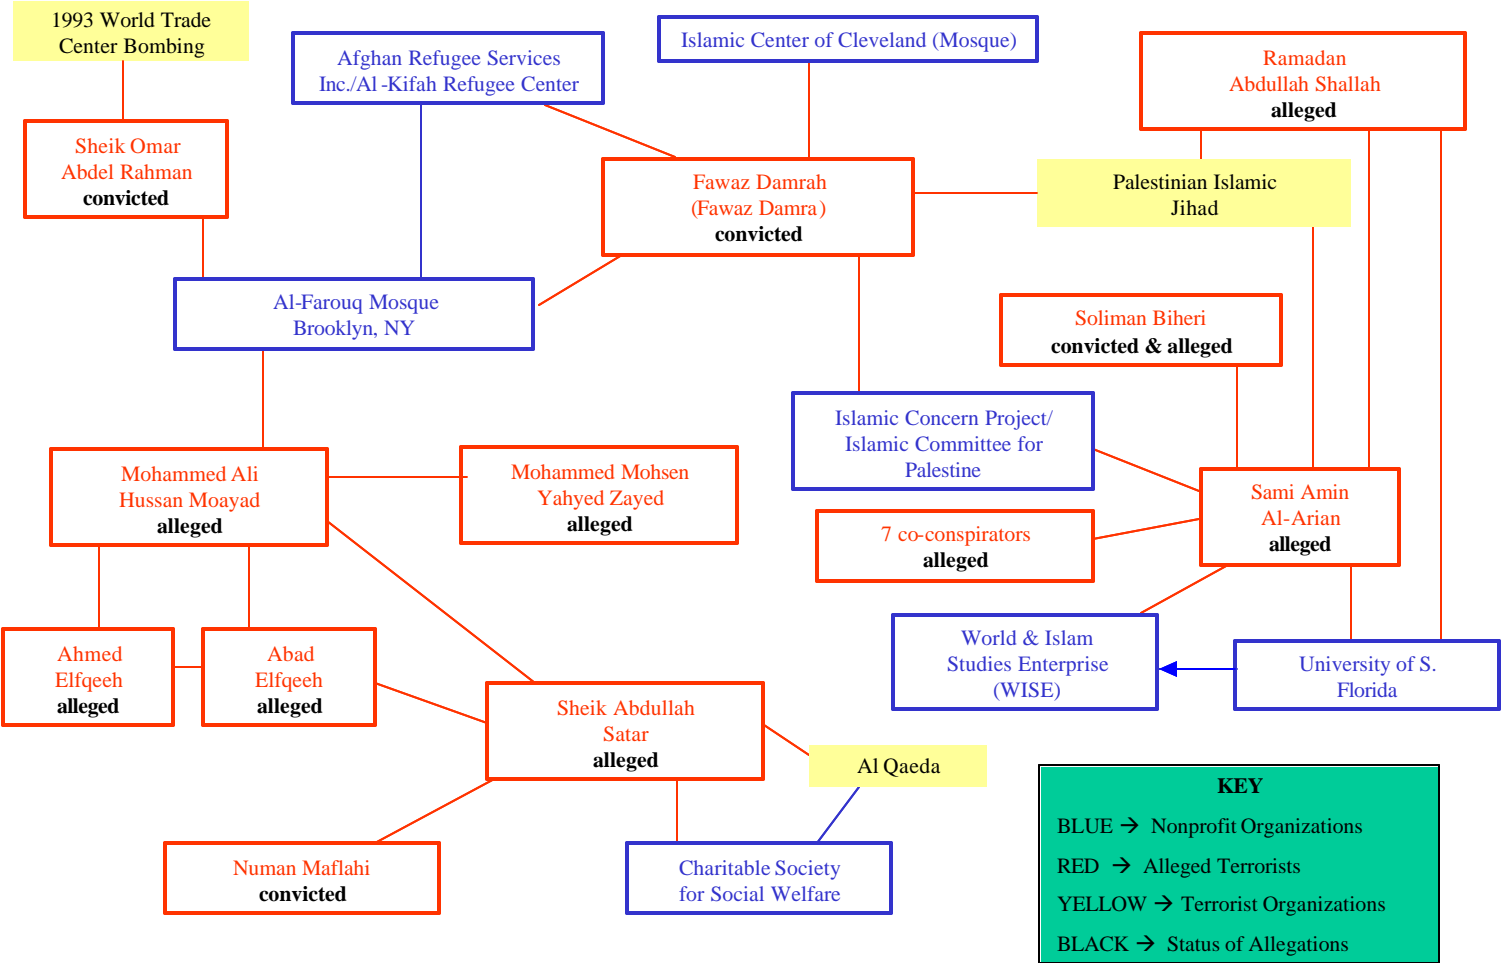 1993 World Trade
Center Bombing
Afghan Refugee Services
Inc./Al-Kifah Refugee Center
Islamic Center of Cleveland (Mosque)
Ramadan
Abdullah Shallah
alleged
Sheik Omar
Abdel Rahman
convicted
Fawaz Damrah
(Fawaz Damra)
convicted
Palestinian Islamic
Jihad
Al-Farouq Mosque
Brooklyn, NY
Soliman Biheri
convicted & alleged
Islamic Concern Project/
Islamic Committee for
Palestine
Mohammed Ali
Hussan Moayad
alleged
Mohammed Mohsen
Yahyed Zayed
alleged
Sami Amin
Al-Arian
alleged
7 co-conspirators
alleged
Ahmed
Elfqeeh
alleged
Abad
Elfqeeh
alleged
World & Islam
Studies Enterprise
(WISE)
University of S.
Florida
Sheik Abdullah
Satar
alleged
Al Qaeda
Numan Maflahi
convicted
Charitable Society
for Social Welfare
KEY
BLUE → Nonprofit Organizations
RED → Alleged Terrorists
YELLOW → Terrorist Organizations
BLACK → Status of Allegations